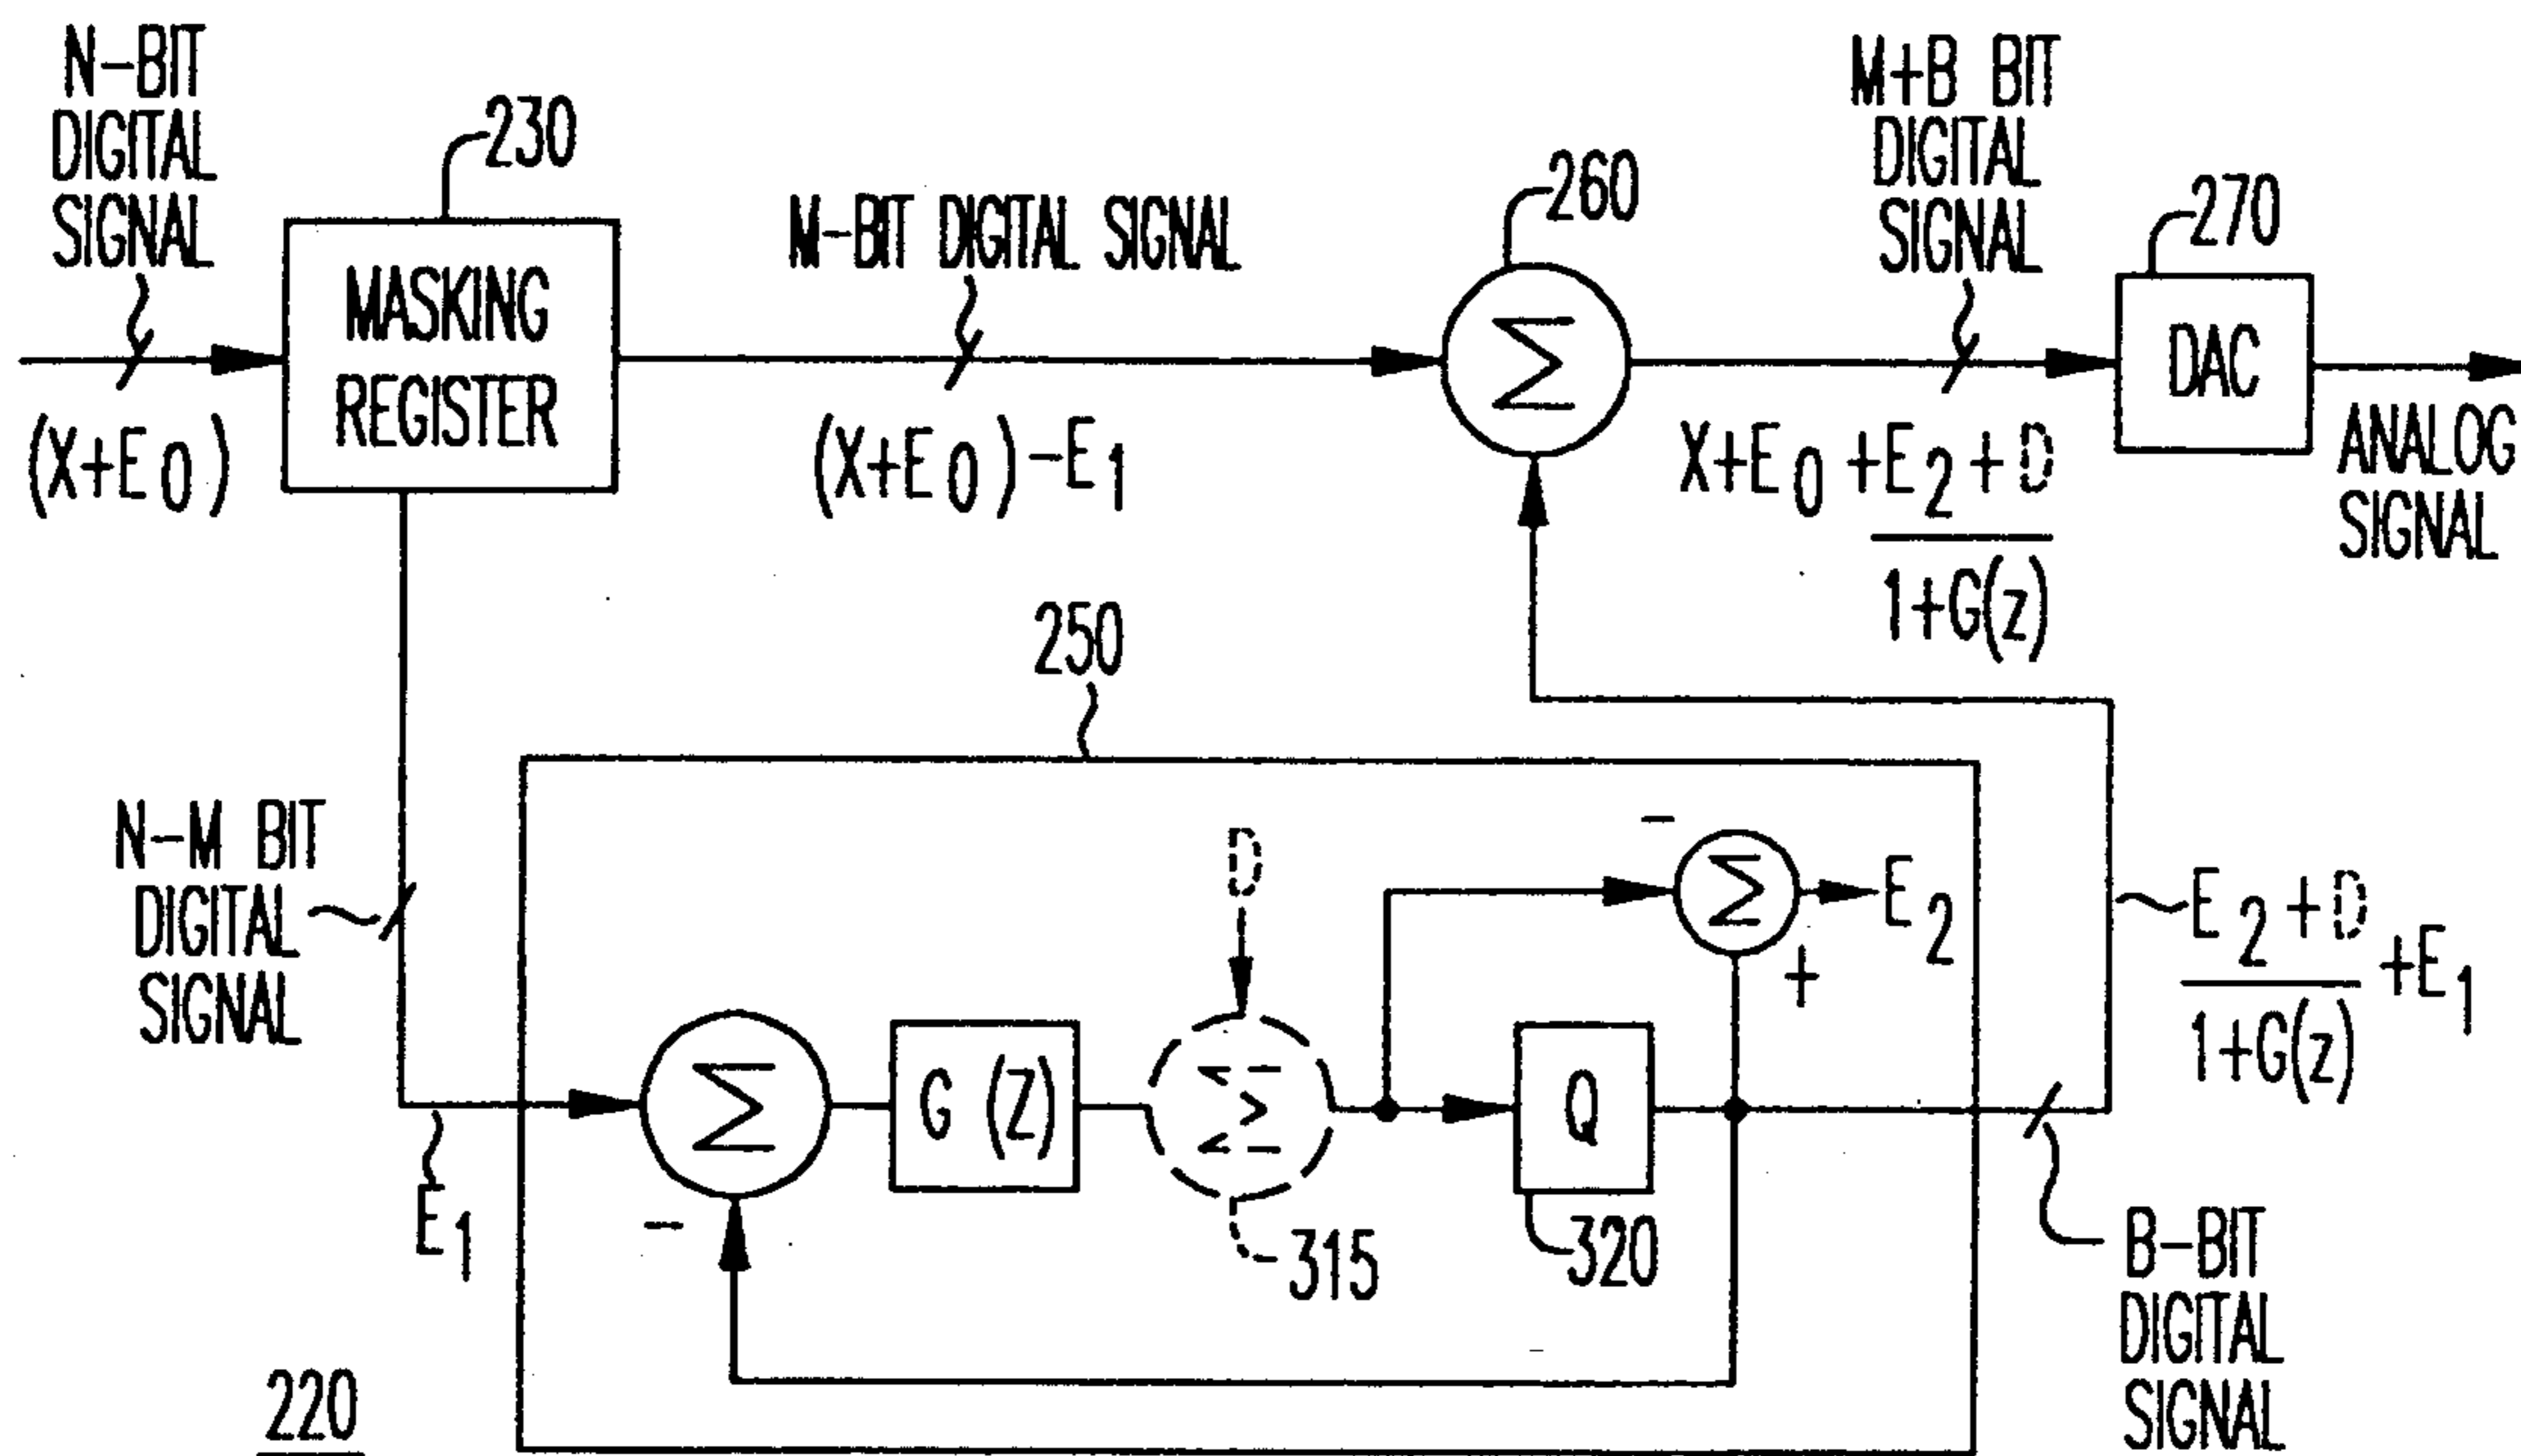 N-BIT
DIGITAL
SIGNAL
230
MASKING
REGISTER
(X+E0)
M-BIT DIGITAL SIGNAL
(X+E0)-E1
260
Σ
M+B BIT
DIGITAL
SIGNAL
X+E0+E2+D
1+G(z)
270
DAC
ANALOG
SIGNAL
250
N-M BIT
DIGITAL
SIGNAL
E1
Σ
-
G(Z)
D
Σ
315
Q
320
-
Σ
+
E2
E2+D
+E1
1+G(z)
B-BIT
DIGITAL
SIGNAL
220